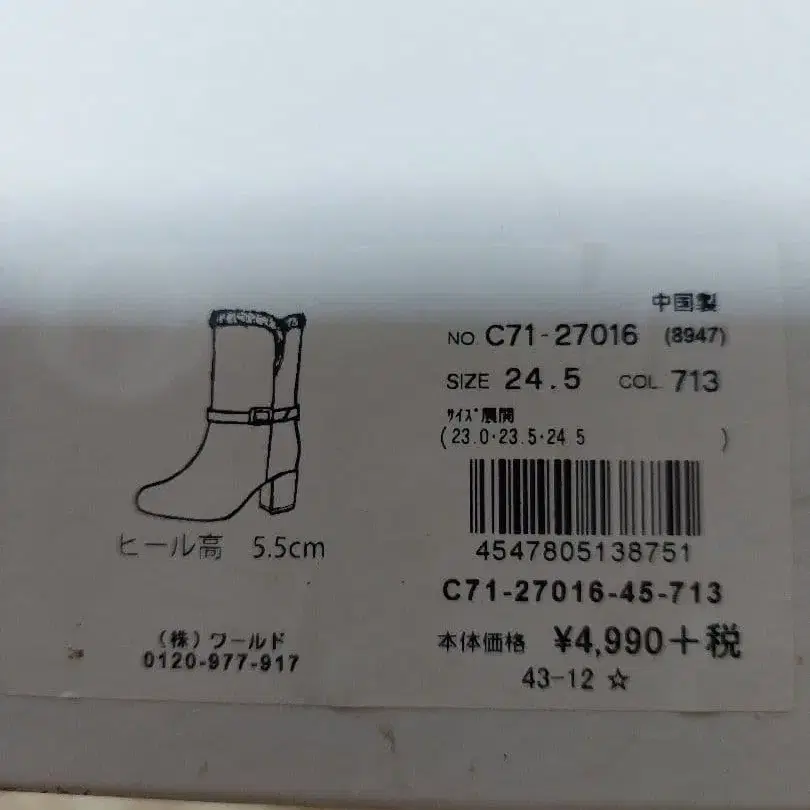 中国製
NO. C71-27016 (8947)
SIZE 24.5 COL 713
ｻｲｽﾞ展開
(23.0･23.5･24.5 )
4547805138751
C71-27016-45-713
本体価格 ¥4,990＋税
43-12 ☆
ヒール高 5.5cm
(株) ワールド
0120-977-917